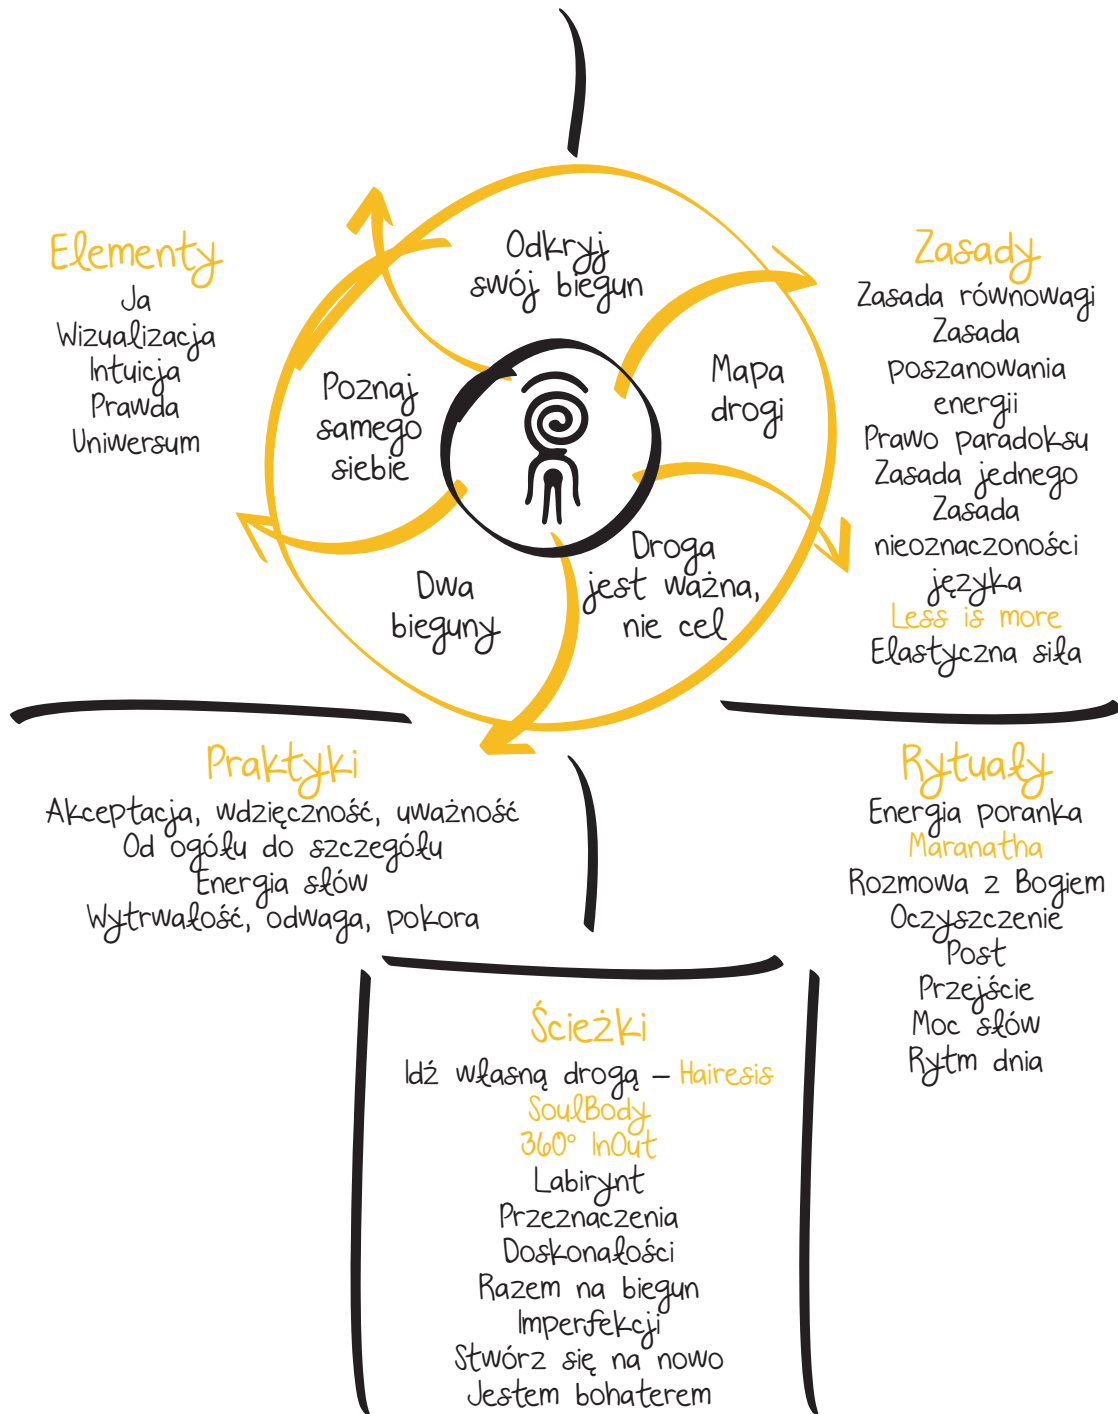 Odkryj
swój biegun
Mapa
drogi
Droga
jest ważna,
nie cel
Dwa
bieguny
Poznaj
samego
siebie
Elementy
Ja
Wizualizacja
Intuicja
Prawda
Uniwersum
Zasady
Zasada równowagi
Zasada
poszanowania
energii
Prawo paradoksu
Zasada jednego
Zasada
nieoznaczoności
języka
Less is more
Elastyczna siła
Praktyki
Akceptacja, wdzięczność, uważność
Od ogółu do szczegółu
Energia słów
Wytrwałość, odwaga, pokora
Rytuały
Energia poranka
Maranatha
Rozmowa z Bogiem
Oczyszczenie
Post
Przejście
Moc słów
Rytm dnia
Ścieżki
Idź własną drogą – Hairesis
SoulBody
360° InOut
Labirynt
Przeznaczenia
Doskonałości
Razem na biegun
Imperfekcji
Stwórz się na nowo
Jestem bohaterem